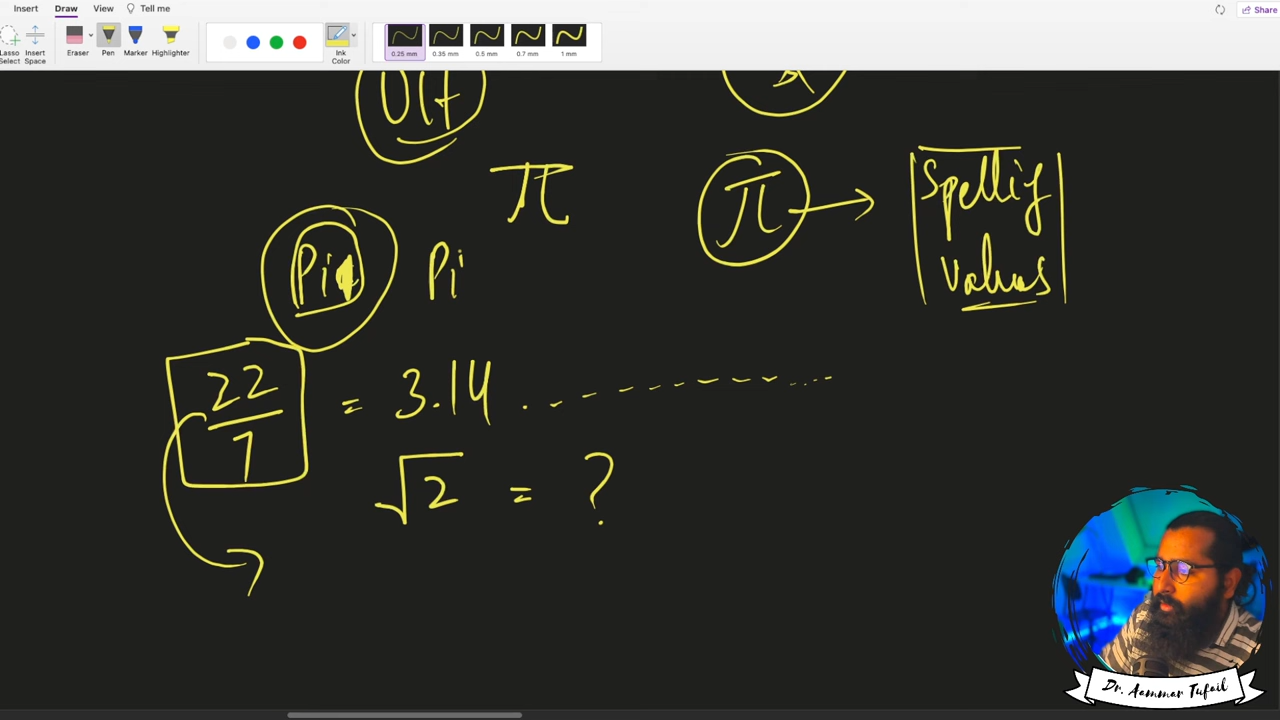 Insert Draw View Tell me Share
Lasso Select
Insert Space
Eraser
Pen
Marker
Highlighter
Ink Color
0.25 mm
0.35 mm
0.5 mm
0.7 mm
1 mm
π
π → Spelling
Values
Pi
22/7 = 3.14 . - - - - - - - - - ....
√2 = ?
Dr. Aammar Tufail